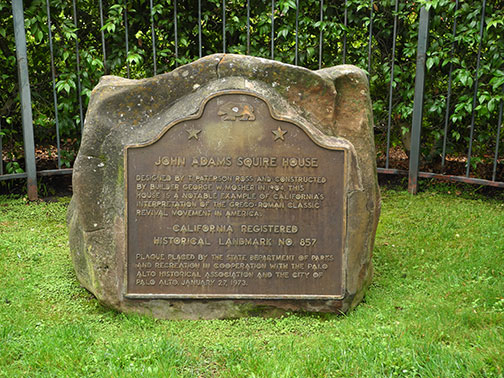 JOHN ADAMS SQUIRE HOUSE
DESIGNED BY T. PATERSON ROSS AND CONSTRUCTED
BY BUILDER GEORGE W. MOSHER IN 1904, THIS
HOUSE IS A NOTABLE EXAMPLE OF CALIFORNIA'S
INTERPRETATION OF THE GRECO-ROMAN CLASSIC
REVIVAL MOVEMENT IN AMERICA.
CALIFORNIA REGISTERED
HISTORICAL LANDMARK NO. 857
PLAQUE PLACED BY THE STATE DEPARTMENT OF PARKS
AND RECREATION IN COOPERATION WITH THE PALO
ALTO HISTORICAL ASSOCIATION AND THE CITY OF
PALO ALTO, JANUARY 27, 1973.